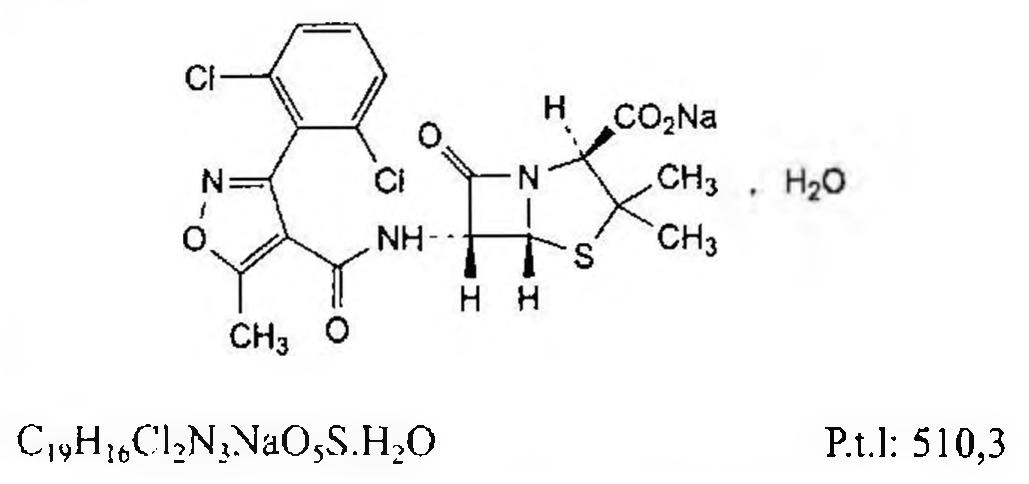 Cl
H
CO₂Na
O
N
Cl
N
CH₃
. H₂O
O
NH
S
CH₃
H
H
CH₃
O
C₁₉H₁₆Cl₂N₃NaO₅S.H₂O P.t.l: 510,3